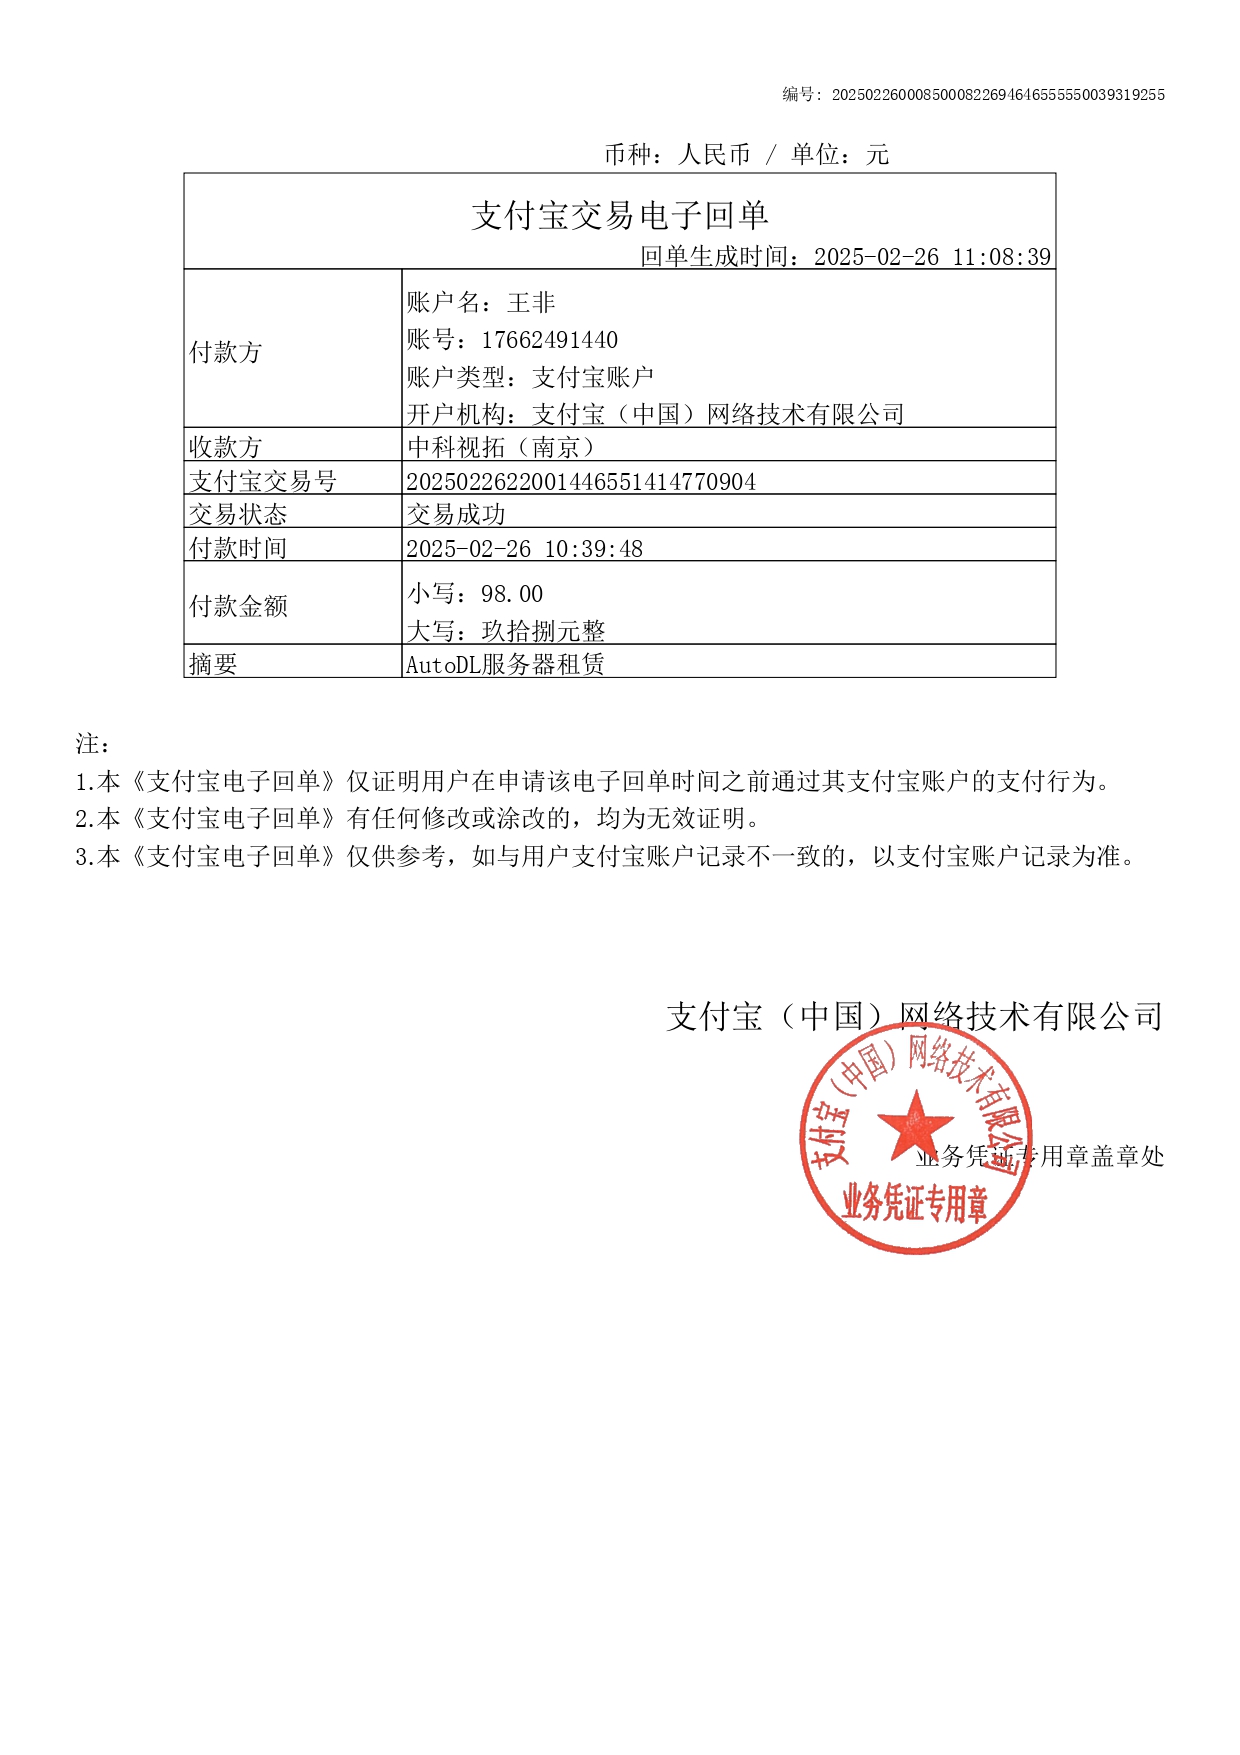 编号: 2025022600085000822694646555550039319255
币种：人民币 / 单位：元
支付宝交易电子回单
回单生成时间：2025-02-26 11:08:39
付款方
账户名：王非
账号：17662491440
账户类型：支付宝账户
开户机构：支付宝（中国）网络技术有限公司
收款方 中科视拓（南京）
支付宝交易号 2025022622001446551414770904
交易状态 交易成功
付款时间 2025-02-26 10:39:48
付款金额
小写：98.00
大写：玖拾捌元整
摘要 AutoDL服务器租赁
注：
1.本《支付宝电子回单》仅证明用户在申请该电子回单时间之前通过其支付宝账户的支付行为。
2.本《支付宝电子回单》有任何修改或涂改的，均为无效证明。
3.本《支付宝电子回单》仅供参考，如与用户支付宝账户记录不一致的，以支付宝账户记录为准。
支付宝（中国）网络技术有限公司
支付宝（中国）网络技术有限公司
业务凭证专用章盖章处
业务凭证专用章